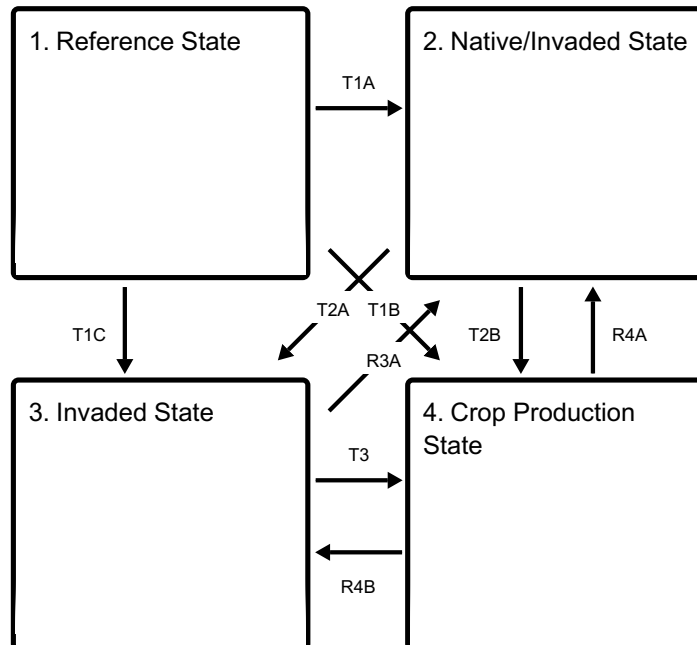 1. Reference State
2. Native/Invaded State
T1A
T2A
T1B
T1C
T2B
R4A
R3A
3. Invaded State
4. Crop Production
State
T3
R4B